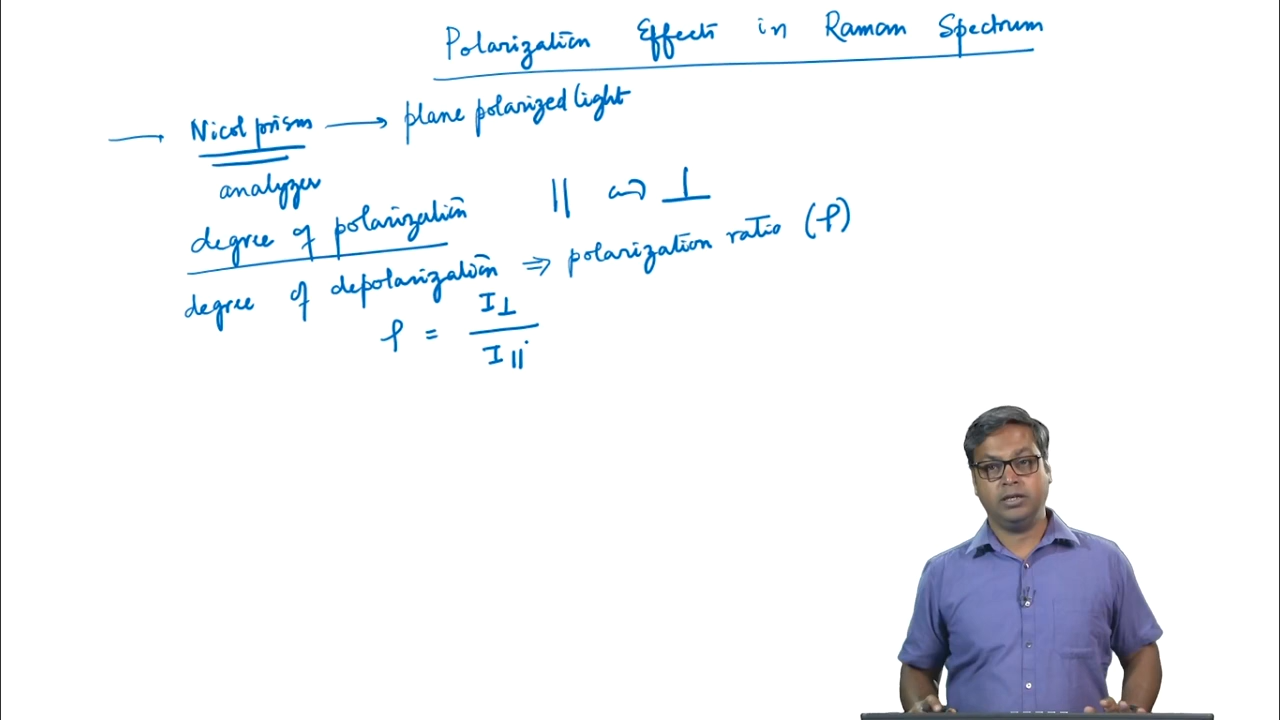 Polarization Effects in Raman Spectrum
→ Nicol prism → plane polarized light
analyzer
degree of polarization || and ⊥
degree of depolarization ⇒ polarization ratio (ρ)
ρ = I⊥ / I||